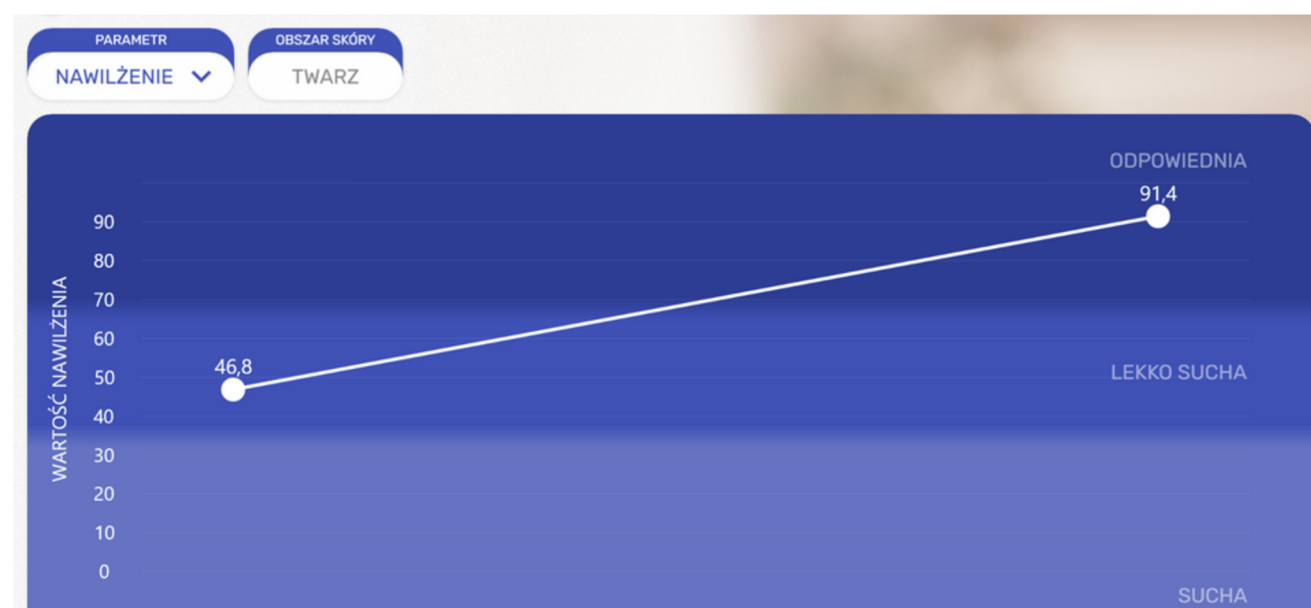 PARAMETR
NAWILŻENIE
OBSZAR SKÓRY
TWARZ
ODPOWIEDNIA
91,4
90
80
70
60
46,8
50
LEKKO SUCHA
40
30
20
10
0
SUCHA
WARTOŚĆ NAWILŻENIA